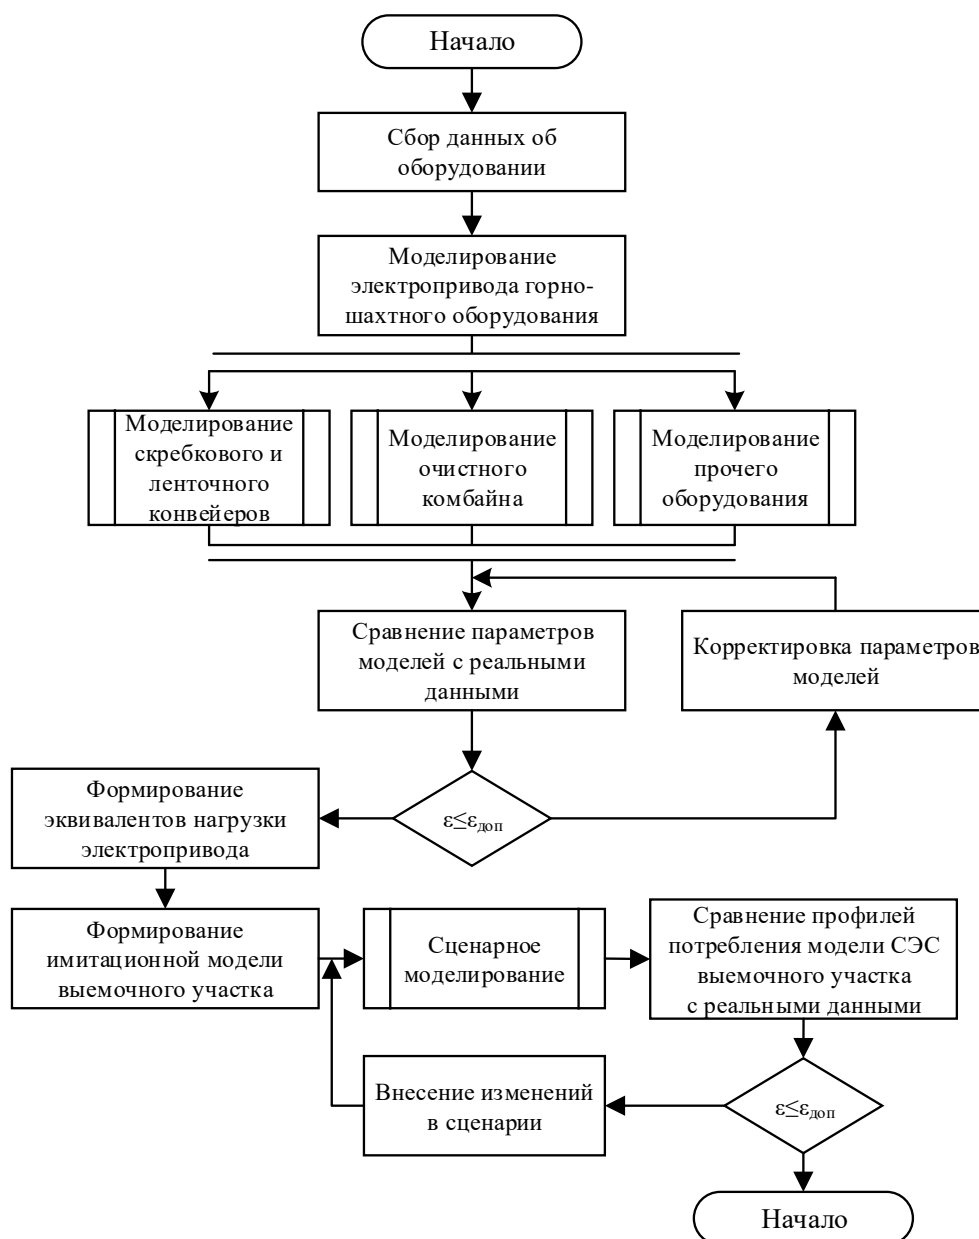 Начало
Сбор данных об
оборудовании
Моделирование
электропривода горно-
шахтного оборудования
Моделирование
скребкового и
ленточного
конвейеров
Моделирование
очистного
комбайна
Моделирование
прочего
оборудования
Сравнение параметров
моделей с реальными
данными
Корректировка параметров
моделей
ε≤εдоп
Формирование
эквивалентов нагрузки
электропривода
Формирование
имитационной модели
выемочного участка
Сценарное
моделирование
Сравнение профилей
потребления модели СЭС
выемочного участка
с реальными данными
Внесение изменений
в сценарии
ε≤εдоп
Начало